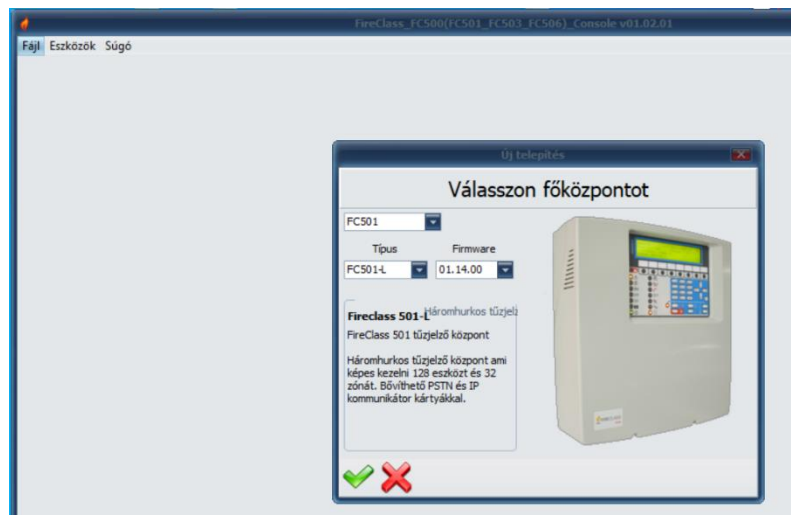 FireClass_FC500(FC501_FC503_FC506)_Console v01.02.01
Fájl Eszközök Súgó
Új telepítés
Válasszon főközpontot
FC501
Típus Firmware
FC501-L 01.14.00
Fireclass 501-L Háromhurkos tűzjel
FireClass 501 tűzjelző központ
Háromhurkos tűzjelző központ ami
képes kezelni 128 eszközt és 32
zónát. Bővíthető PSTN és IP
kommunikátor kártyákkal.